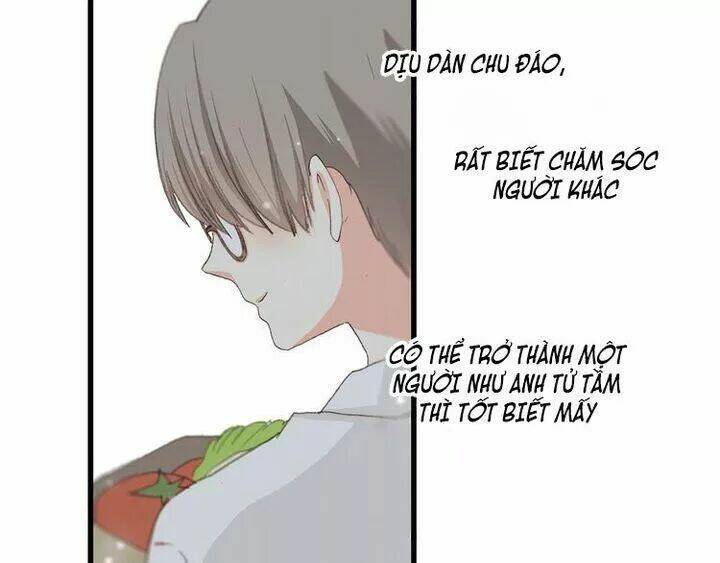 DỊU DÀN CHU ĐÁO,
RẤT BIẾT CHĂM SÓC
NGƯỜI KHÁC
CÓ THỂ TRỞ THÀNH MỘT
NGƯỜI NHƯ ANH TỬ TẦM
THÌ TỐT BIẾT MẤY